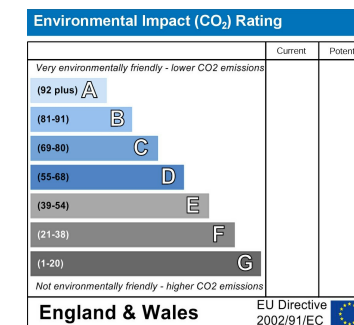 Environmental Impact (CO₂) Rating
Current
Very environmentally friendly - lower CO2 emissions
(92 plus) A
(81-91) B
(69-80) C
(55-68) D
(39-54) E
(21-38) F
(1-20) G
Not environmentally friendly - higher CO2 emissions
England & Wales
EU Directive
2002/91/EC